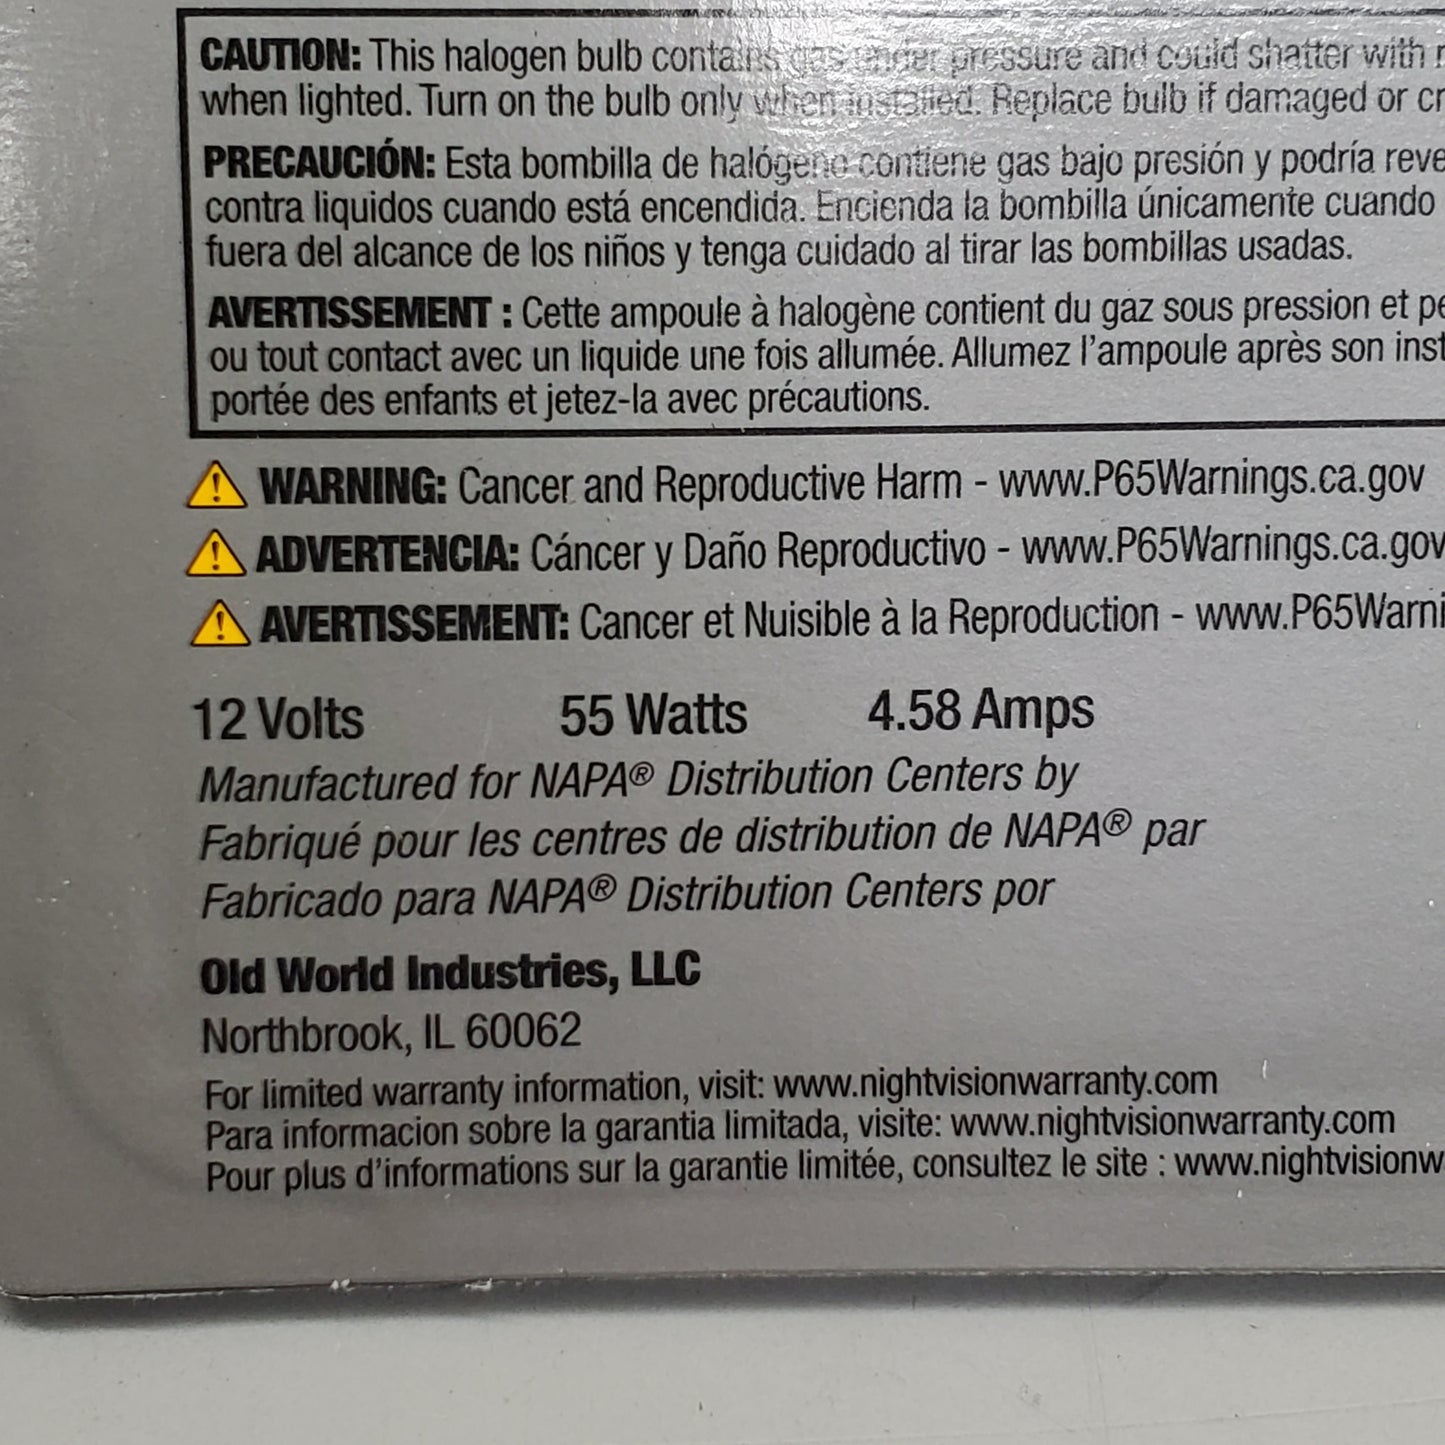 CAUTION: This halogen bulb contains gas under pressure and could shatter with
when lighted. Turn on the bulb only when installed. Replace bulb if damaged or
PRECAUCIÓN: Esta bombilla de halógeno contiene gas bajo presión y podría
contra liquidos cuando está encendida. Encienda la bombilla únicamente cuando
fuera del alcance de los niños y tenga cuidado al tirar las bombillas usadas.
AVERTISSEMENT : Cette ampoule à halogène contient du gaz sous pression et
ou tout contact avec un liquide une fois allumée. Allumez l'ampoule après son
portée des enfants et jetez-la avec précautions.
WARNING: Cancer and Reproductive Harm - www.P65Warnings.ca.gov
ADVERTENCIA: Cáncer y Daño Reproductivo - www.P65Warnings.ca.gov
AVERTISSEMENT: Cancer et Nuisible à la Reproduction - www.P65Warni
12 Volts 55 Watts 4.58 Amps
Manufactured for NAPA® Distribution Centers by
Fabriqué pour les centres de distribution de NAPA® par
Fabricado para NAPA® Distribution Centers por
Old World Industries, LLC
Northbrook, IL 60062
For limited warranty information, visit: www.nightvisionwarranty.com
Para informacion sobre la garantia limitada, visite: www.nightvisionwarranty.com
Pour plus d'informations sur la garantie limitée, consultez le site : www.nightvisionw